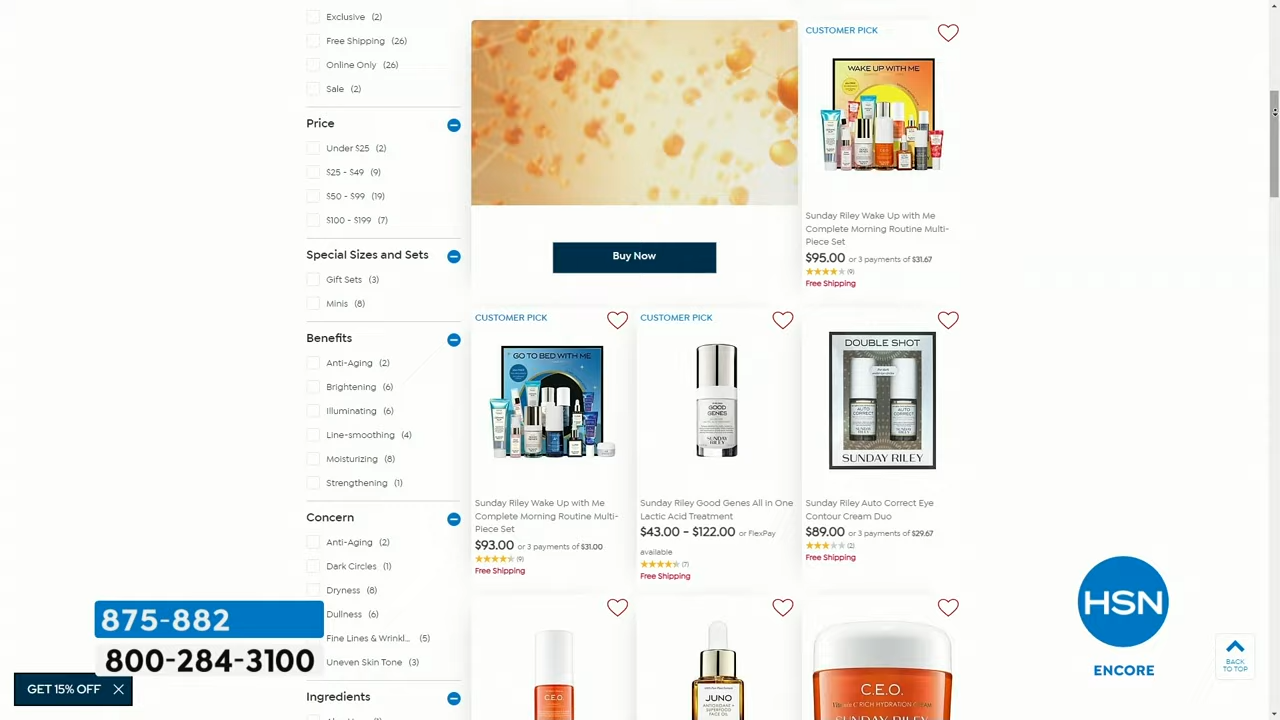 Exclusive (2)
Free Shipping (26)
Online Only (26)
Sale (2)
Price
Under $25 (2)
$25 - $49 (9)
$50 - $99 (19)
$100 - $199 (7)
Special Sizes and Sets
Gift Sets (3)
Minis (8)
Benefits
Anti-Aging (2)
Brightening (6)
Illuminating (6)
Line-smoothing (4)
Moisturizing (8)
Strengthening (1)
Concern
Anti-Aging (2)
Dark Circles (1)
Dryness (8)
Dullness (6)
Fine Lines & Wrinkl... (5)
Uneven Skin Tone (3)
Ingredients
875-882
800-284-3100
GET 15% OFF
Buy Now
CUSTOMER PICK
WAKE UP WITH ME
Sunday Riley Wake Up with Me
Complete Morning Routine Multi-
Piece Set
$95.00 or 3 payments of $31.67
(9)
Free Shipping
CUSTOMER PICK
GO TO BED WITH ME
Sunday Riley Wake Up with Me
Complete Morning Routine Multi-
Piece Set
$93.00 or 3 payments of $31.00
(9)
Free Shipping
CUSTOMER PICK
GOOD
GENES
SUNDAY
RILEY
Sunday Riley Good Genes All In One
Lactic Acid Treatment
$43.00 - $122.00 or FlexPay
available
(7)
Free Shipping
DOUBLE SHOT
AUTO
CORRECT
AUTO
CORRECT
SUNDAY RILEY
Sunday Riley Auto Correct Eye
Contour Cream Duo
$89.00 or 3 payments of $29.67
(2)
Free Shipping
C.E.O.
JUNO
C.E.O.
SUNDAY RILEY
HSN
ENCORE
BACK
TO TOP